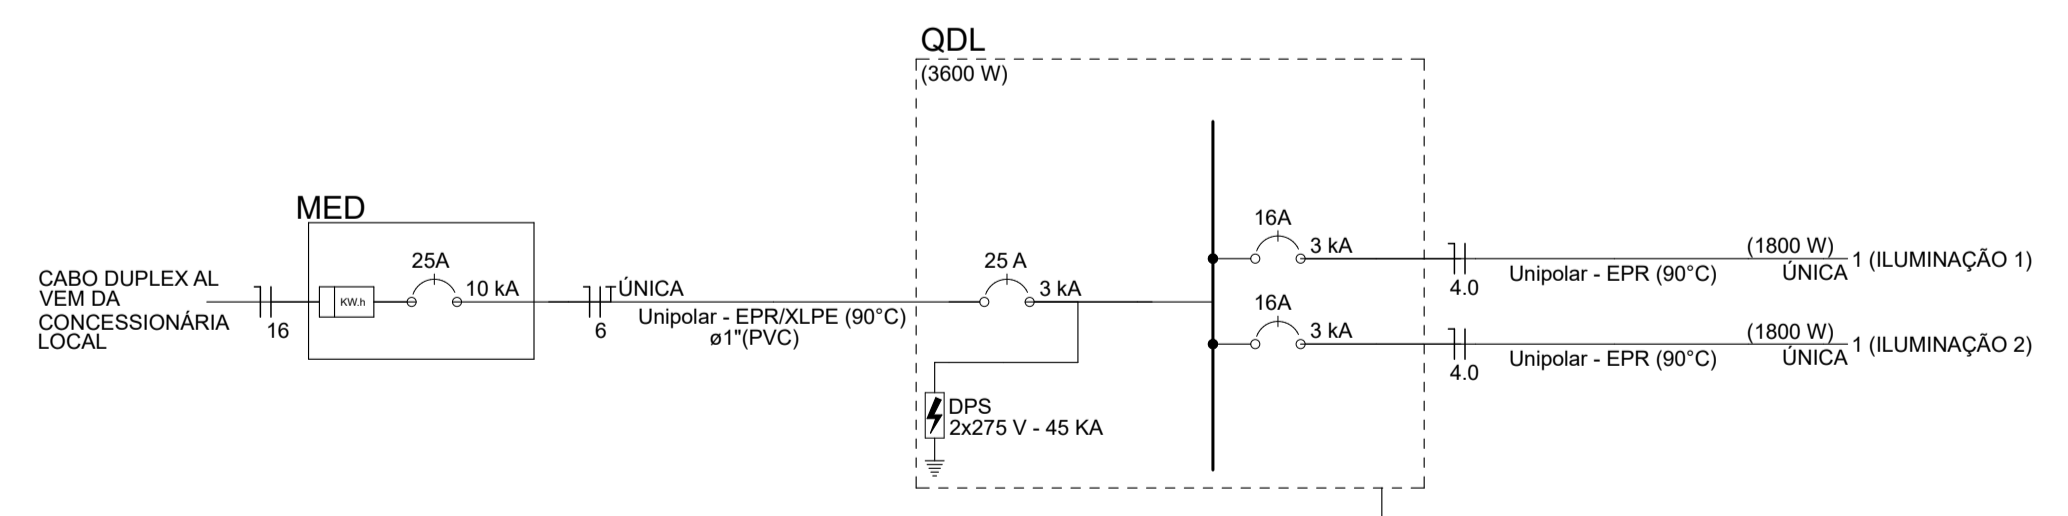 QDL
(3600 W)
MED
CABO DUPLEX AL
VEM DA
CONCESSIONÁRIA
LOCAL
16
KW.h
25A
10 kA
ÚNICA
6
Unipolar - EPR/XLPE (90°C)
ø1"(PVC)
25 A
3 kA
DPS
2x275 V - 45 KA
16A
3 kA
4.0
(1800 W)
Unipolar - EPR (90°C)
ÚNICA
1 (ILUMINAÇÃO 1)
16A
3 kA
4.0
(1800 W)
Unipolar - EPR (90°C)
ÚNICA
1 (ILUMINAÇÃO 2)